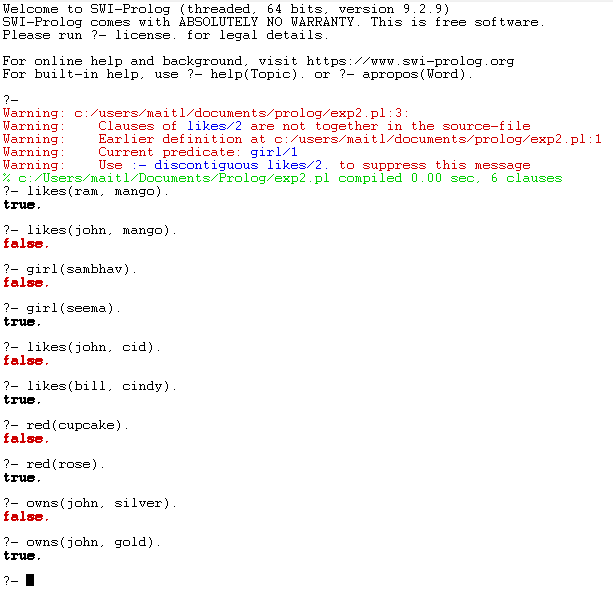 Welcome to SWI-Prolog (threaded, 64 bits, version 9.2.9)
SWI-Prolog comes with ABSOLUTELY NO WARRANTY. This is free software.
Please run ?- license. for legal details.

For online help and background, visit https://www.swi-prolog.org
For built-in help, use ?- help(Topic). or ?- apropos(Word).

?-
Warning: c:/users/maitl/documents/prolog/exp2.pl:3:
Warning:    Clauses of likes/2 are not together in the source-file
Warning:    Earlier definition at c:/users/maitl/documents/prolog/exp2.pl:1
Warning:    Current predicate: girl/1
Warning:    Use :- discontiguous likes/2. to suppress this message
% c:/Users/maitl/Documents/Prolog/exp2.pl compiled 0.00 sec, 6 clauses
?- likes(ram, mango).
true.

?- likes(john, mango).
false.

?- girl(sambhav).
false.

?- girl(seema).
true.

?- likes(john, cid).
false.

?- likes(bill, cindy).
true.

?- red(cupcake).
false.

?- red(rose).
true.

?- owns(john, silver).
false.

?- owns(john, gold).
true.

?-